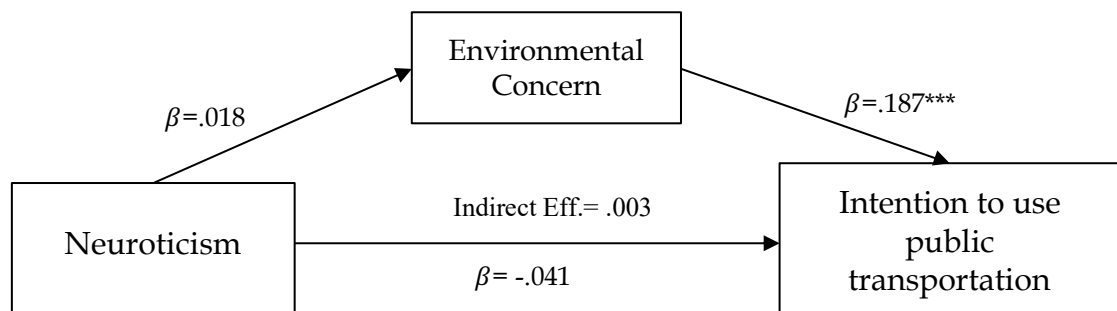 Environmental
Concern
β=.018
β=.187***
Neuroticism
Indirect Eff.= .003
β= -.041
Intention to use
public
transportation